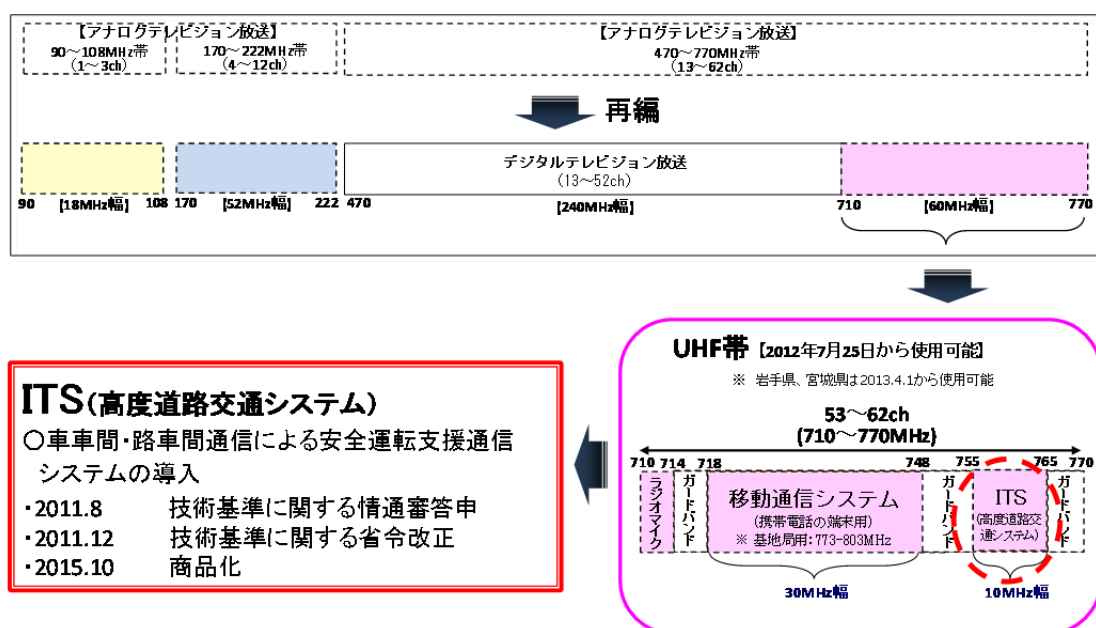 【アナログテレビジョン放送】
90～108MHz帯
(1～3ch)
170～222MHz帯
(4～12ch)
【アナログテレビジョン放送】
470～770MHz帯
(13～62ch)
再編
デジタルテレビジョン放送
(13～52ch)
90 [18MHz幅] 108 170 [52MHz幅] 222 470 [240MHz幅] 710 [60MHz幅] 770
UHF帯 [2012年7月25日から使用可能]
※ 岩手県、宮城県は2013.4.1から使用可能
53～62ch
(710～770MHz)
710 714 718 748 755 765 770
ラジオマイク
ガードバンド
移動通信システム
(携帯電話の端末用)
※ 基地局用:773-803MHz
ガードバンド
ITS
(高度道路交
通システム)
ガードバンド
30MHz幅
10MHz幅
ITS(高度道路交通システム)
○車車間・路車間通信による安全運転支援通信
システムの導入
・2011.8 技術基準に関する情通審答申
・2011.12 技術基準に関する省令改正
・2015.10 商品化